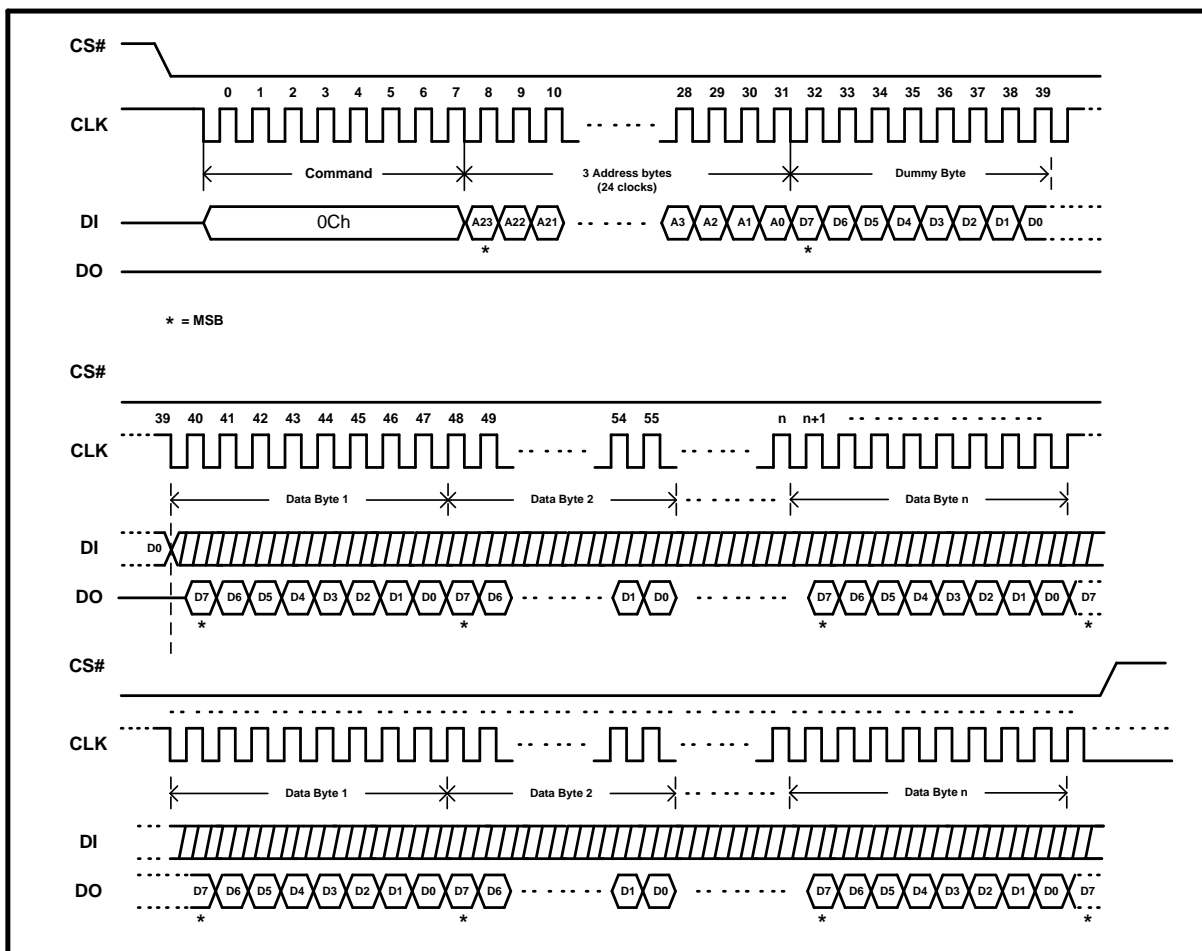 CS#
0 1 2 3 4 5 6 7 8 9 10 28 29 30 31 32 33 34 35 36 37 38 39
CLK
Command 3 Address bytes Dummy Byte
(24 clocks)
DI 0Ch A23 A22 A21 A3 A2 A1 A0 D7 D6 D5 D4 D3 D2 D1 D0
* *
DO
* = MSB
CS#
39 40 41 42 43 44 45 46 47 48 49 54 55 n n+1
CLK
Data Byte 1 Data Byte 2 Data Byte n
DI D0
DO D7 D6 D5 D4 D3 D2 D1 D0 D7 D6 D1 D0 D7 D6 D5 D4 D3 D2 D1 D0 D7
* * * *
CS#
CLK
Data Byte 1 Data Byte 2 Data Byte n
DI
DO D7 D6 D5 D4 D3 D2 D1 D0 D7 D6 D1 D0 D7 D6 D5 D4 D3 D2 D1 D0 D7
* * * *